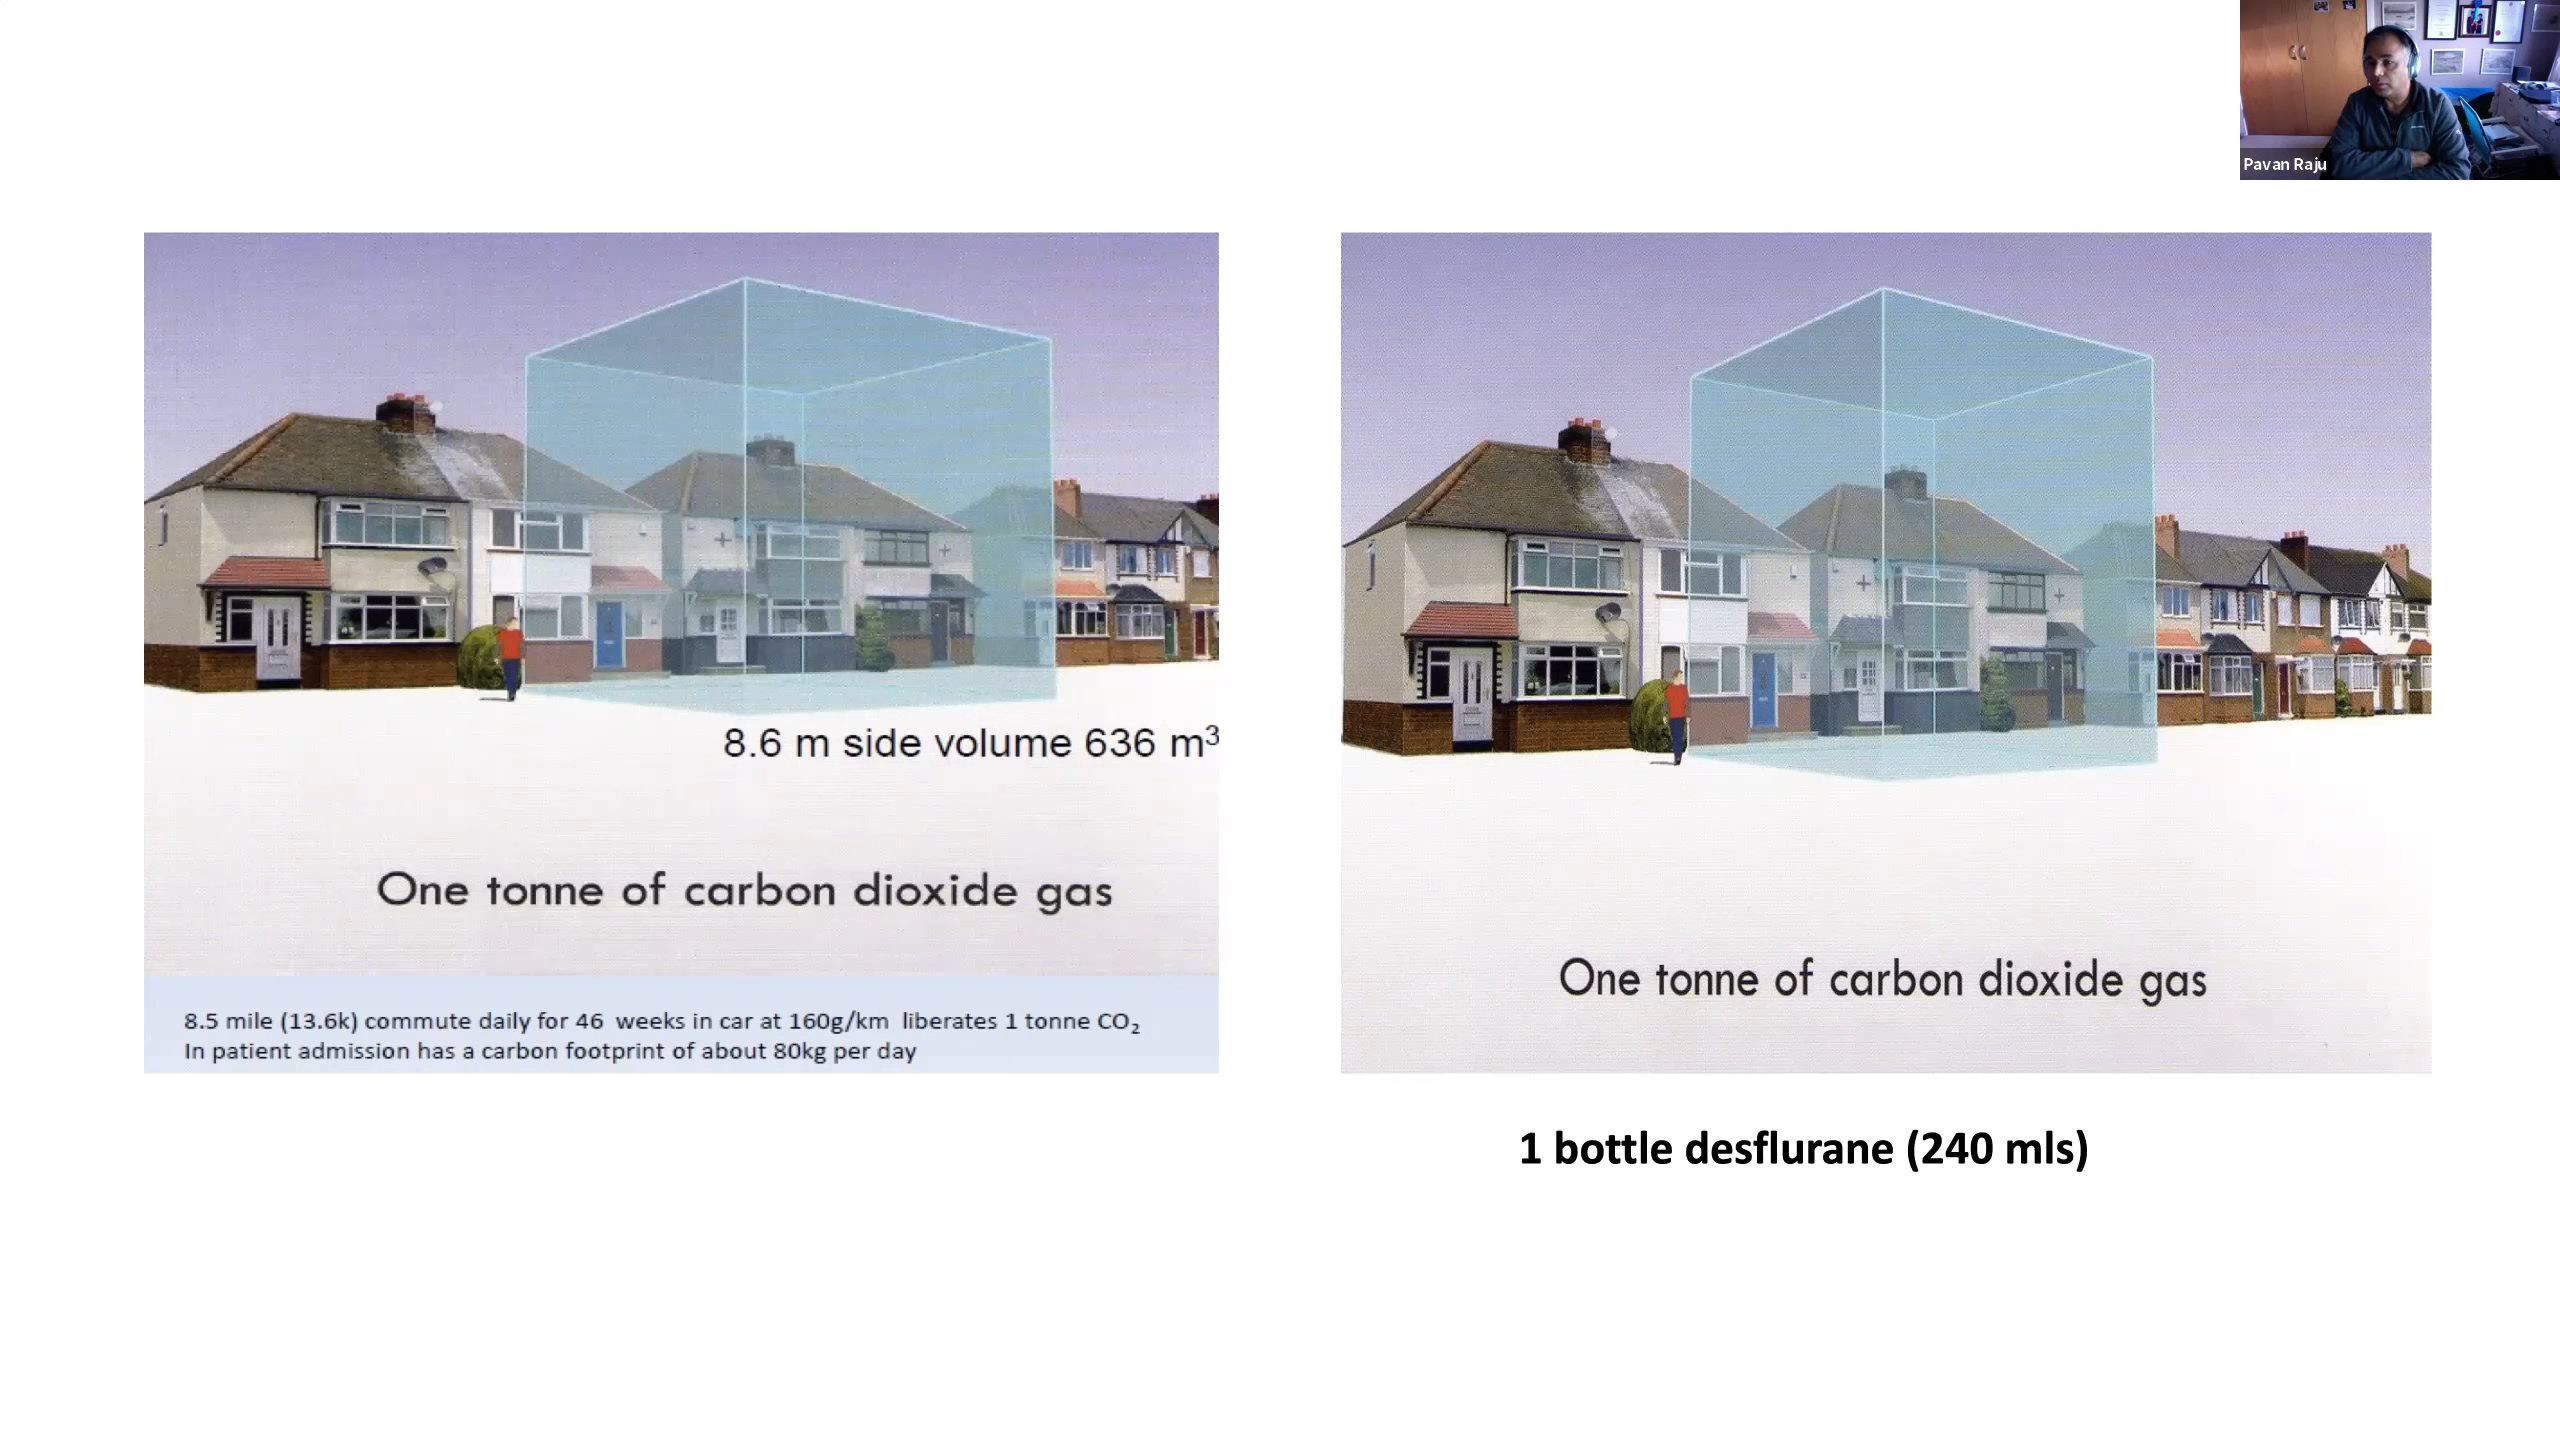 Pavan Raju
8.6 m side volume 636 m³
One tonne of carbon dioxide gas
8.5 mile (13.6k) commute daily for 46 weeks in car at 160g/km liberates 1 tonne CO₂
In patient admission has a carbon footprint of about 80kg per day
One tonne of carbon dioxide gas
1 bottle desflurane (240 mls)